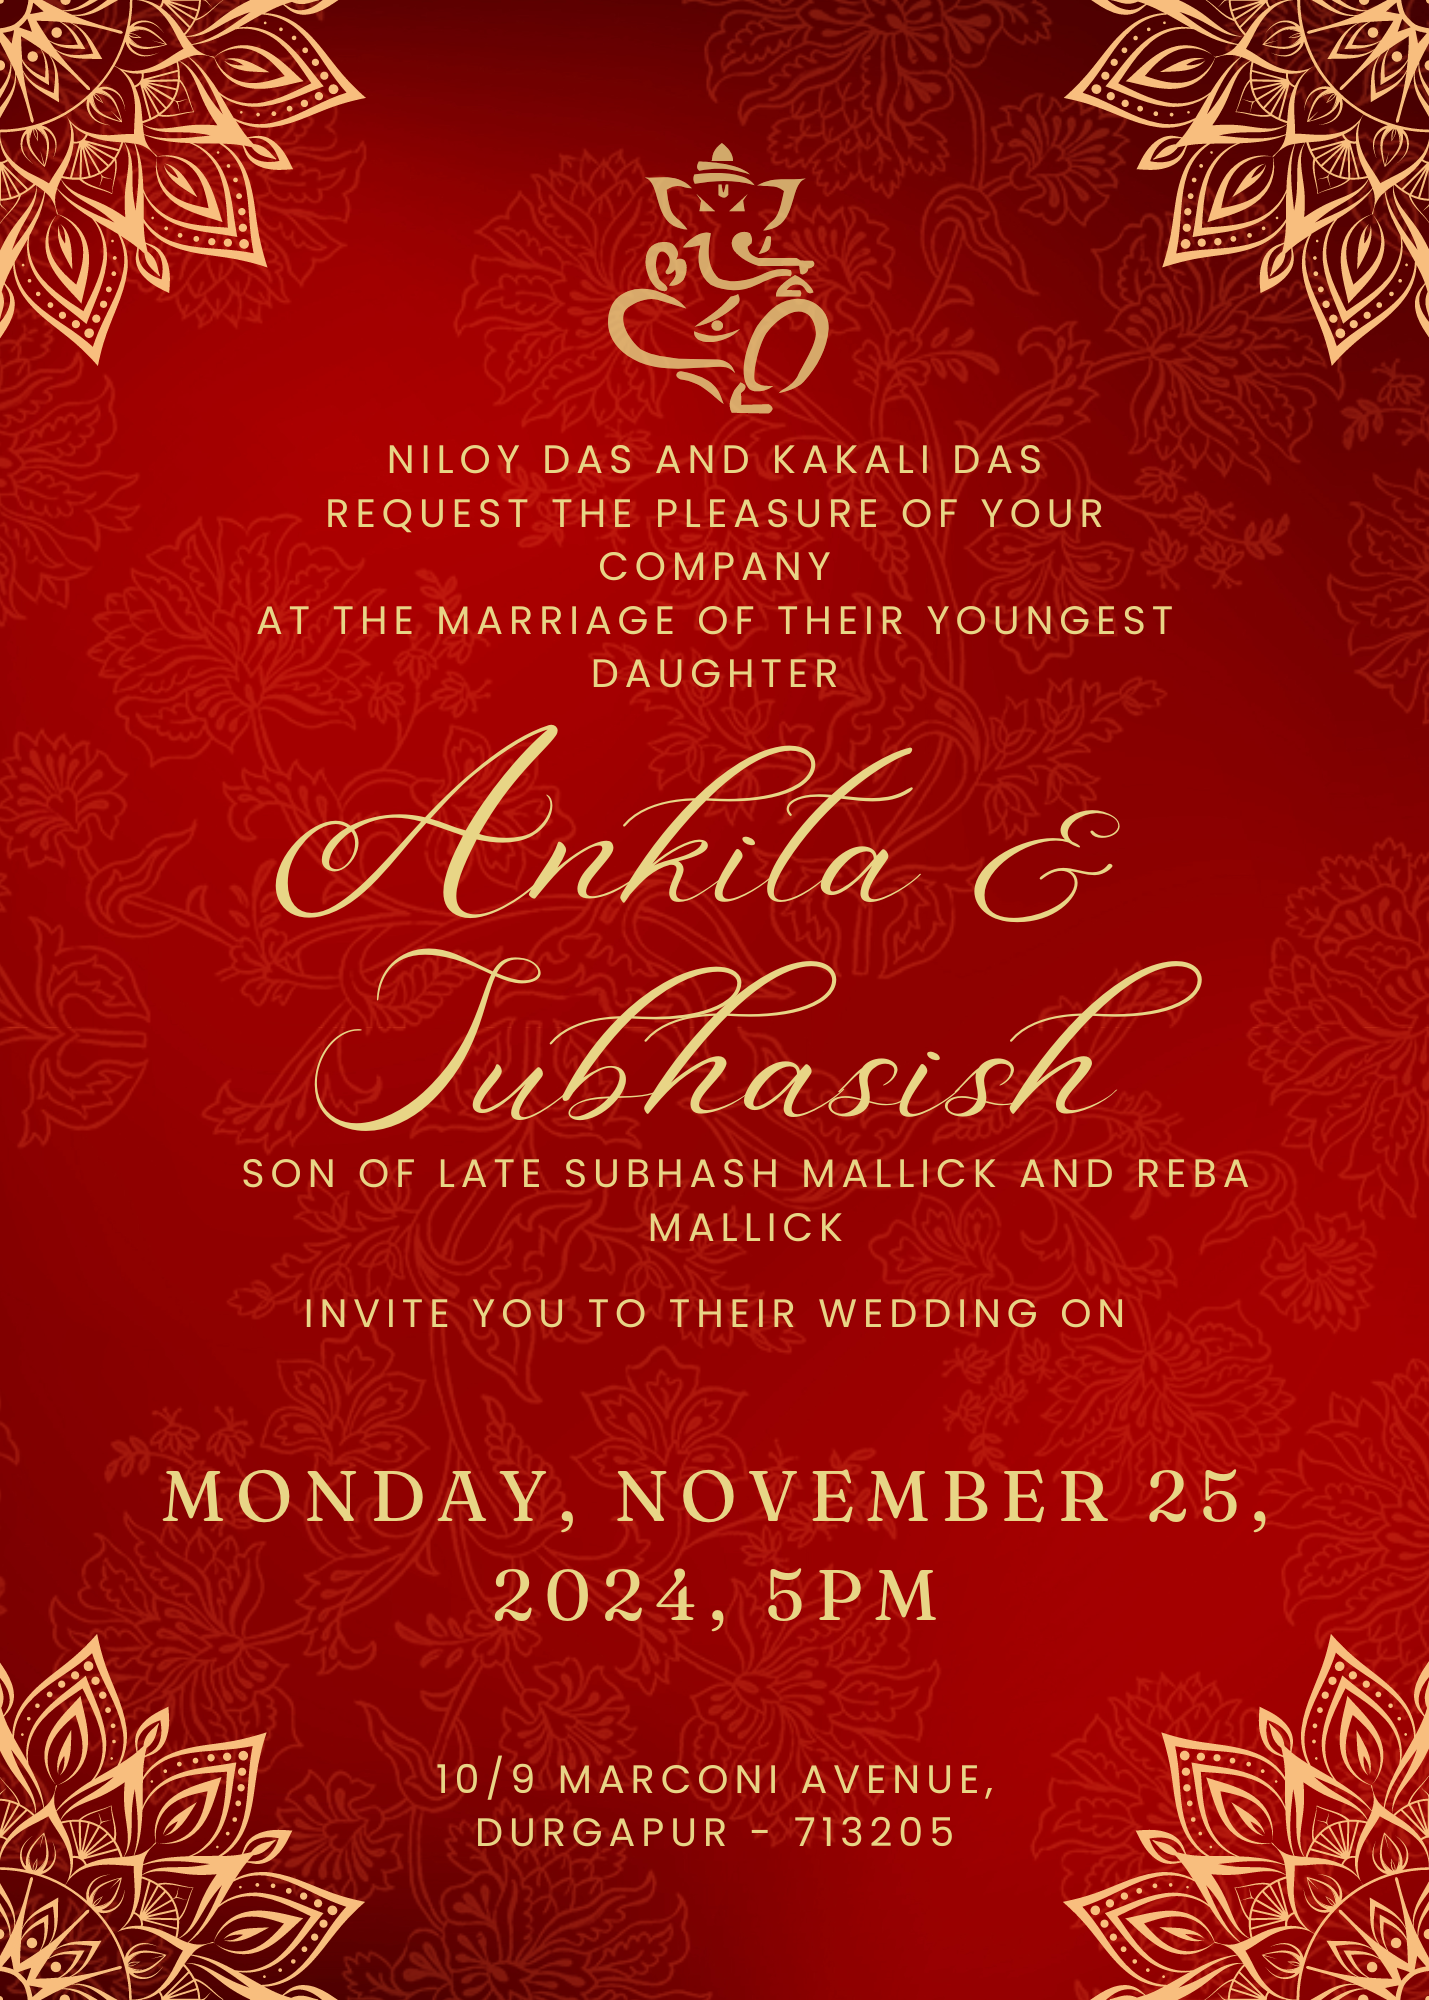 NILOY DAS AND KAKALI DAS
REQUEST THE PLEASURE OF YOUR
COMPANY
AT THE MARRIAGE OF THEIR YOUNGEST
DAUGHTER
Ankita &
Subhasish
SON OF LATE SUBHASH MALLICK AND REBA
MALLICK
INVITE YOU TO THEIR WEDDING ON
MONDAY, NOVEMBER 25,
2024, 5PM
10/9 MARCONI AVENUE,
DURGAPUR - 713205